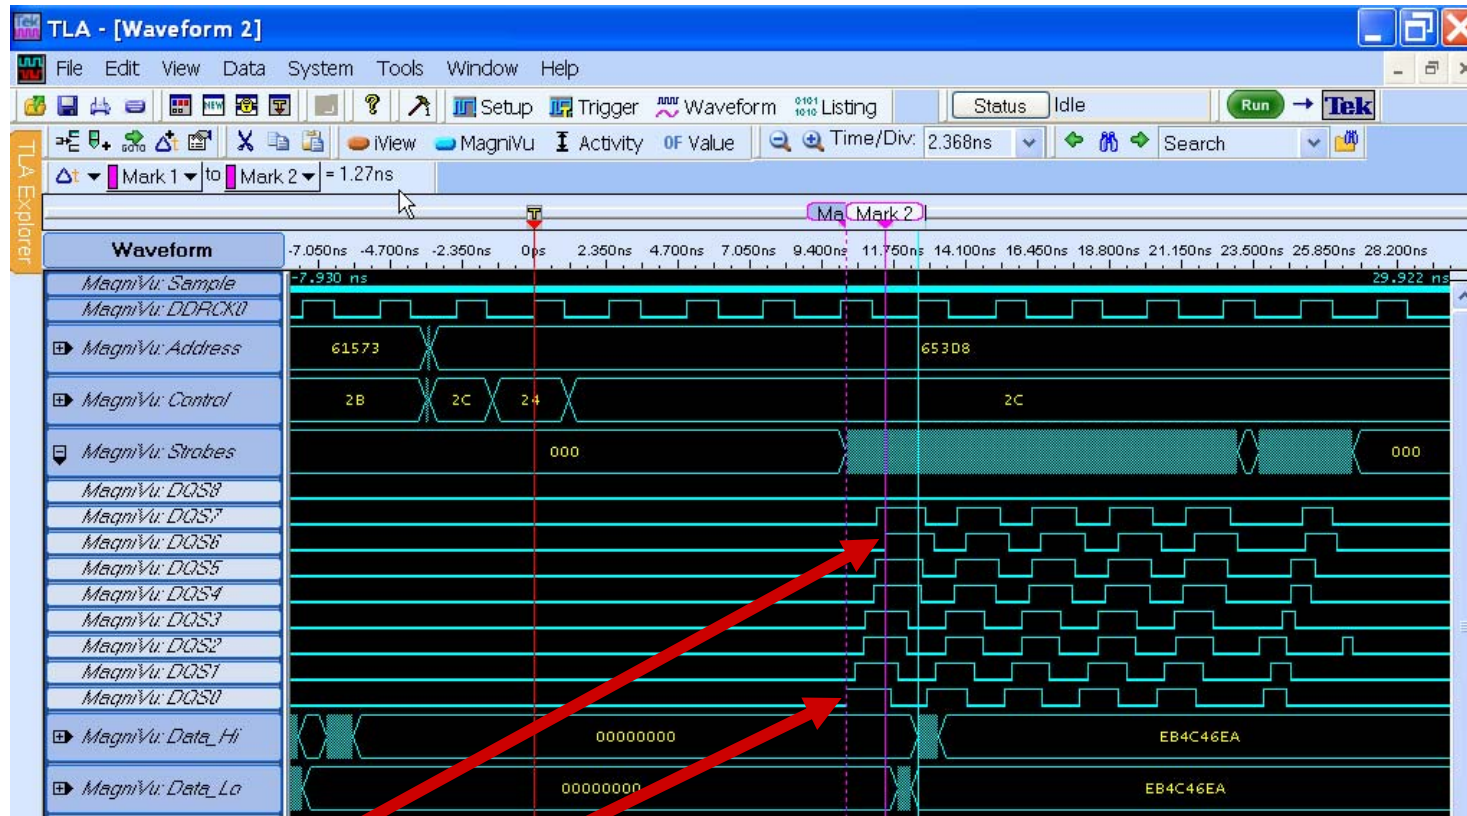 TLA - [Waveform 2]
File Edit View Data System Tools Window Help
Setup Trigger Waveform Listing Status Idle Run Tek
iView MagniVu Activity 0F Value Time/Div: 2.368ns Search
TLA Explorer
Δt Mark 1 to Mark 2 = 1.27ns
T Ma Mark 2
Waveform -7.050ns -4.700ns -2.350ns 0ps 2.350ns 4.700ns 7.050ns 9.400ns 11.750ns 14.100ns 16.450ns 18.800ns 21.150ns 23.500ns 25.850ns 28.200ns
MagniVu: Sample -7.930 ns 29.922 ns
MagniVu: DDRCK0
MagniVu: Address 61573 653D8
MagniVu: Control 2B 2C 24 2C
MagniVu: Strobes 000 000
MagniVu: DQS8
MagniVu: DQS7
MagniVu: DQS6
MagniVu: DQS5
MagniVu: DQS4
MagniVu: DQS3
MagniVu: DQS2
MagniVu: DQS1
MagniVu: DQS0
MagniVu: Data_Hi 00000000 EB4C46EA
MagniVu: Data_Lo 00000000 EB4C46EA